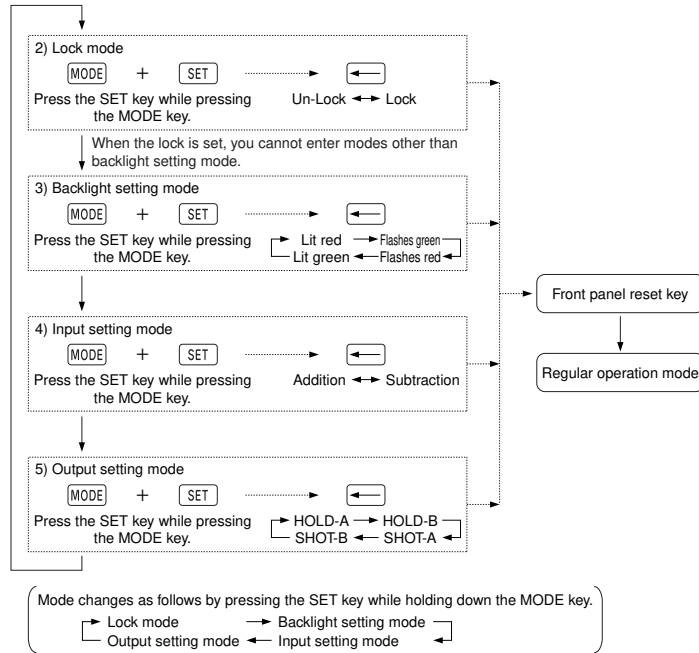 2) Lock mode
MODE + SET
Press the SET key while pressing
the MODE key.
Un-Lock Lock
When the lock is set, you cannot enter modes other than
backlight setting mode.
3) Backlight setting mode
MODE + SET
Press the SET key while pressing
the MODE key.
Lit red Flashes green
Lit green Flashes red
4) Input setting mode
MODE + SET
Press the SET key while pressing
the MODE key.
Addition Subtraction
5) Output setting mode
MODE + SET
Press the SET key while pressing
the MODE key.
HOLD-A HOLD-B
SHOT-B SHOT-A
Front panel reset key
Regular operation mode
Mode changes as follows by pressing the SET key while holding down the MODE key.
Lock mode Backlight setting mode
Output setting mode Input setting mode